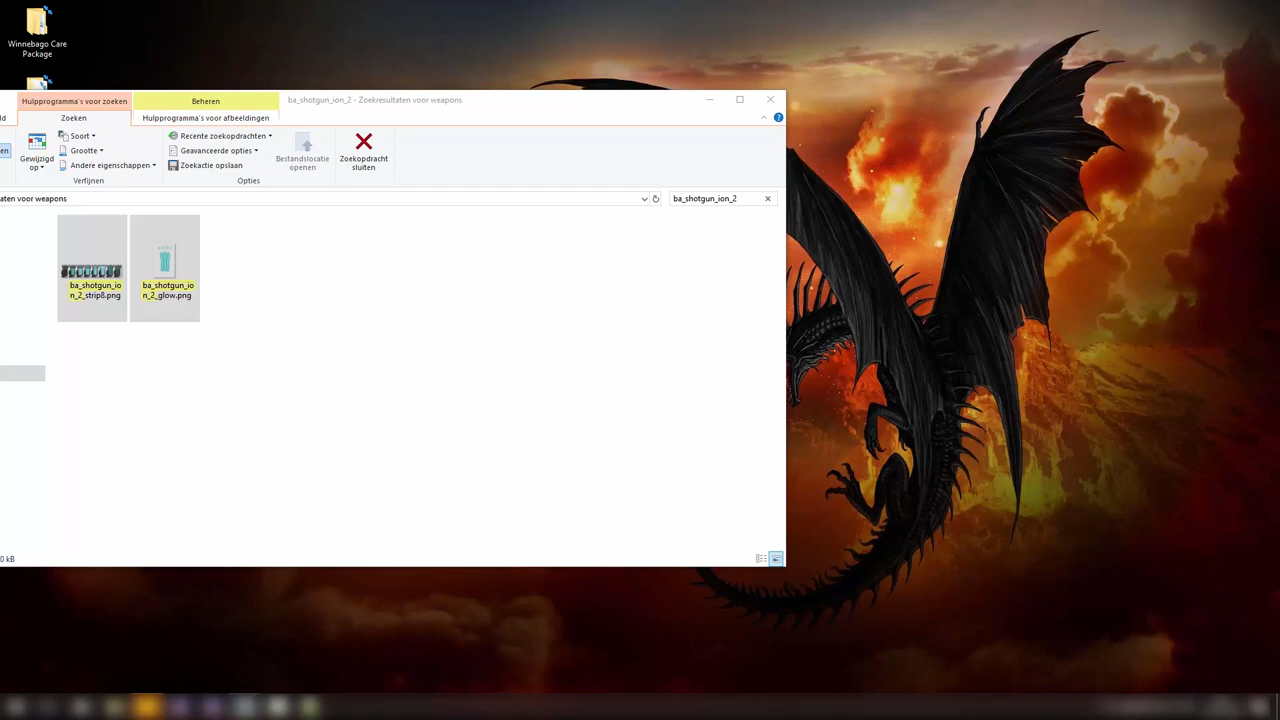 Winnebago Care
Package
Hulpprogramma's voor zoeken
Beheren
ba_shotgun_ion_2 - Zoekresultaten voor weapons
ld
Zoeken
Hulpprogramma's voor afbeeldingen
en
Gewijzigd
op
Soort
Grootte
Andere eigenschappen
Verfijnen
Recente zoekopdrachten
Geavanceerde opties
Zoekactie opslaan
Opties
Bestandslocatie
openen
Zoekopdracht
sluiten
aten voor weapons
ba_shotgun_ion_2
ba_shotgun_io
n_2_strip8.png
ba_shotgun_io
n_2_glow.png
0 kB